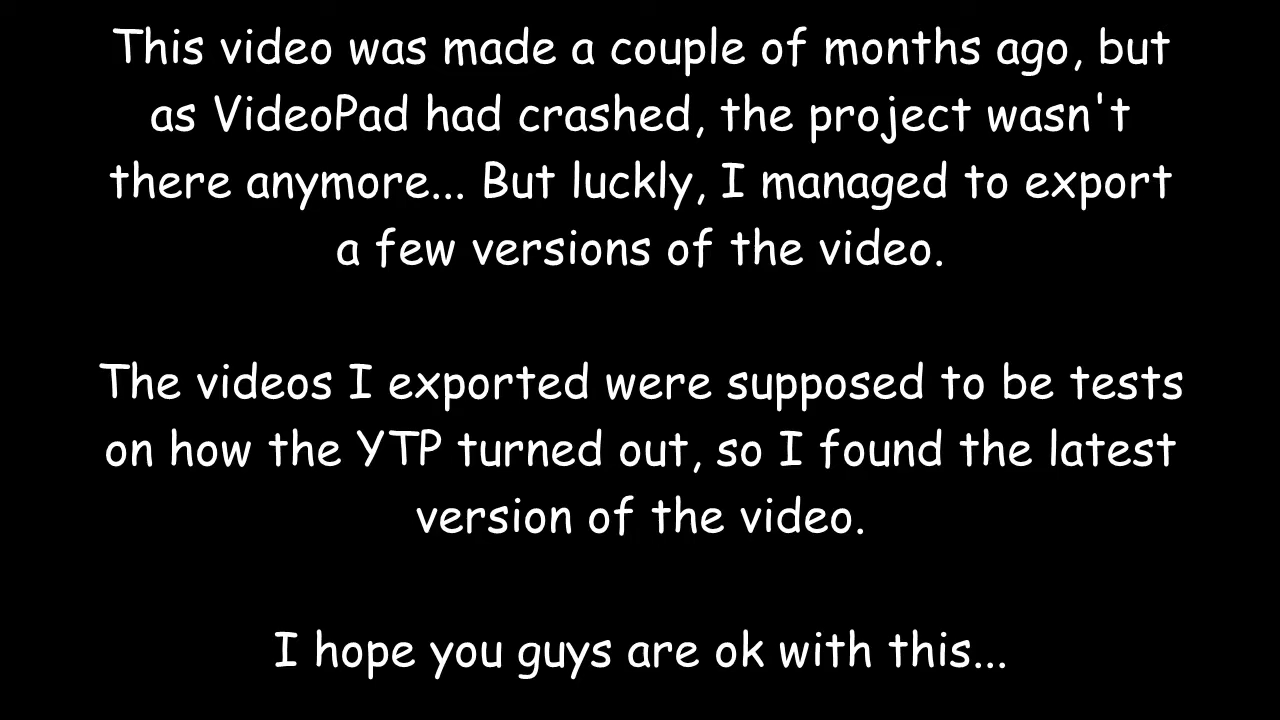 This video was made a couple of months ago, but
as VideoPad had crashed, the project wasn't
there anymore... But luckly, I managed to export
a few versions of the video.
The videos I exported were supposed to be tests
on how the YTP turned out, so I found the latest
version of the video.
I hope you guys are ok with this...